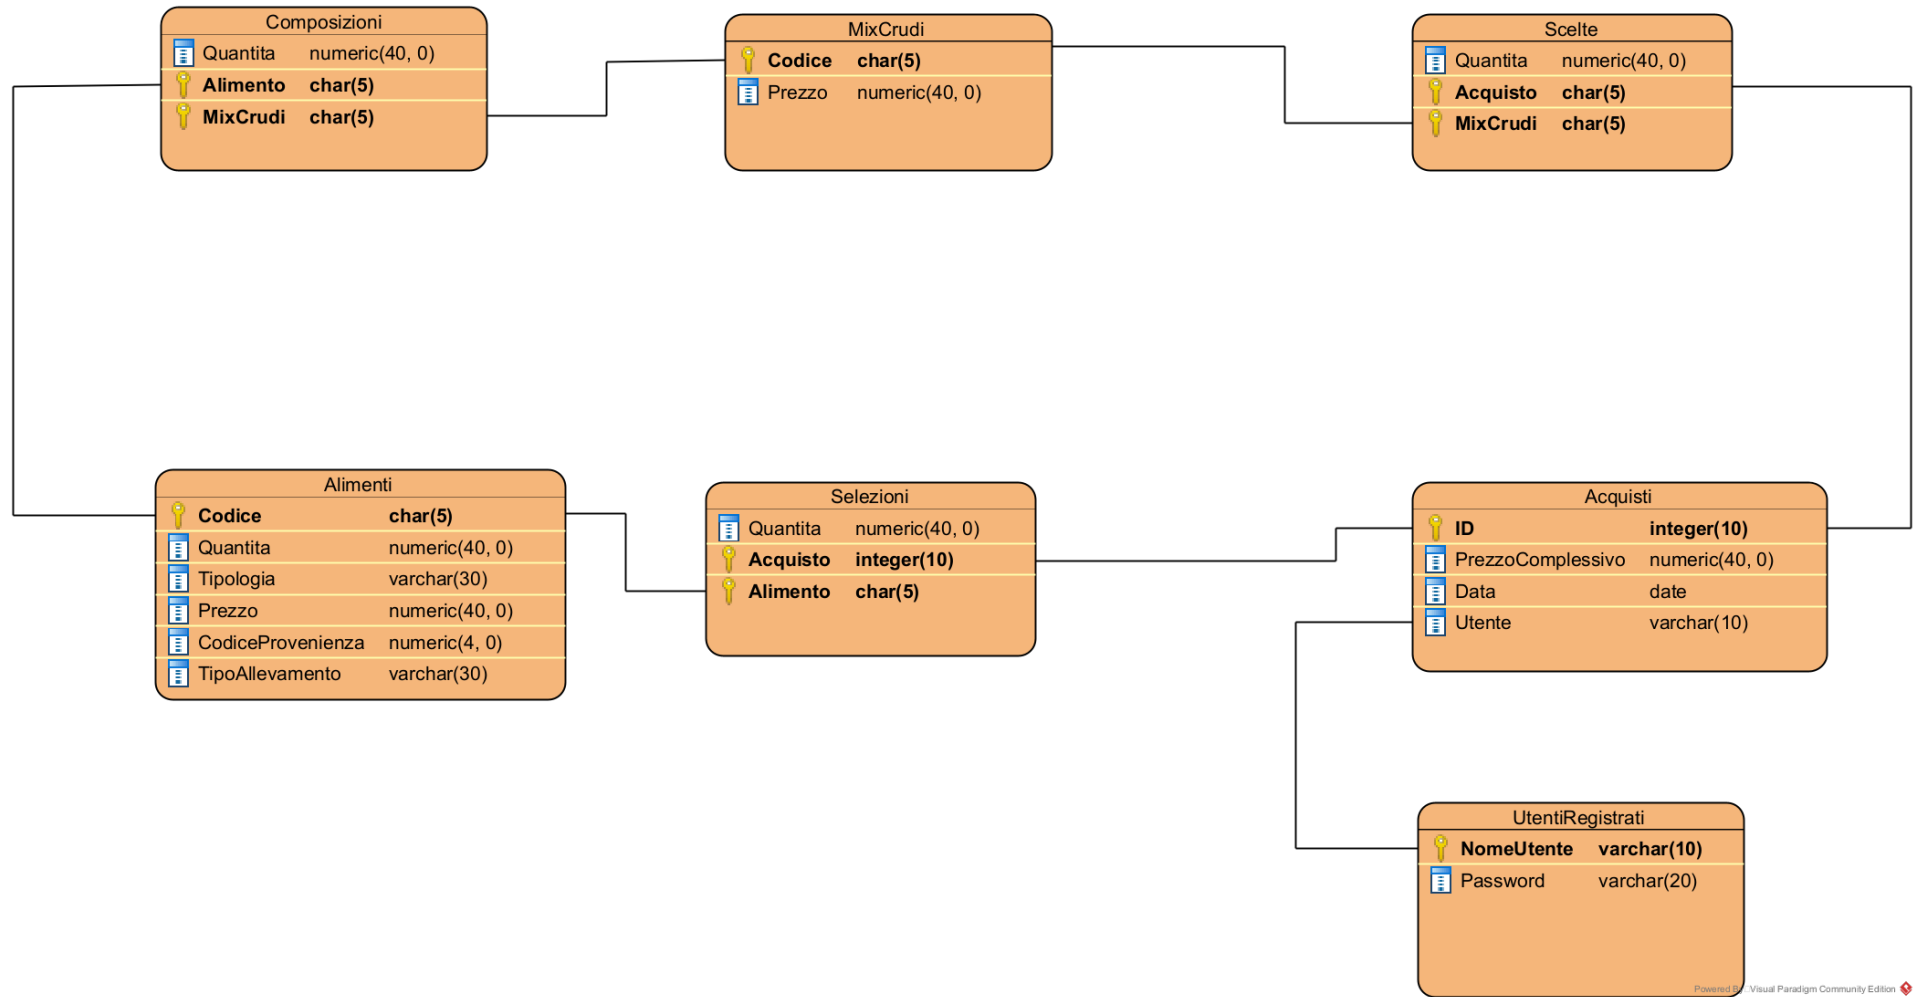 Composizioni
Quantita numeric(40, 0)
Alimento char(5)
MixCrudi char(5)
MixCrudi
Codice char(5)
Prezzo numeric(40, 0)
Scelte
Quantita numeric(40, 0)
Acquisto char(5)
MixCrudi char(5)
Alimenti
Codice char(5)
Quantita numeric(40, 0)
Tipologia varchar(30)
Prezzo numeric(40, 0)
CodiceProvenienza numeric(4, 0)
TipoAllevamento varchar(30)
Selezioni
Quantita numeric(40, 0)
Acquisto integer(10)
Alimento char(5)
Acquisti
ID integer(10)
PrezzoComplessivo numeric(40, 0)
Data date
Utente varchar(10)
UtentiRegistrati
NomeUtente varchar(10)
Password varchar(20)
Powered By Visual Paradigm Community Edition